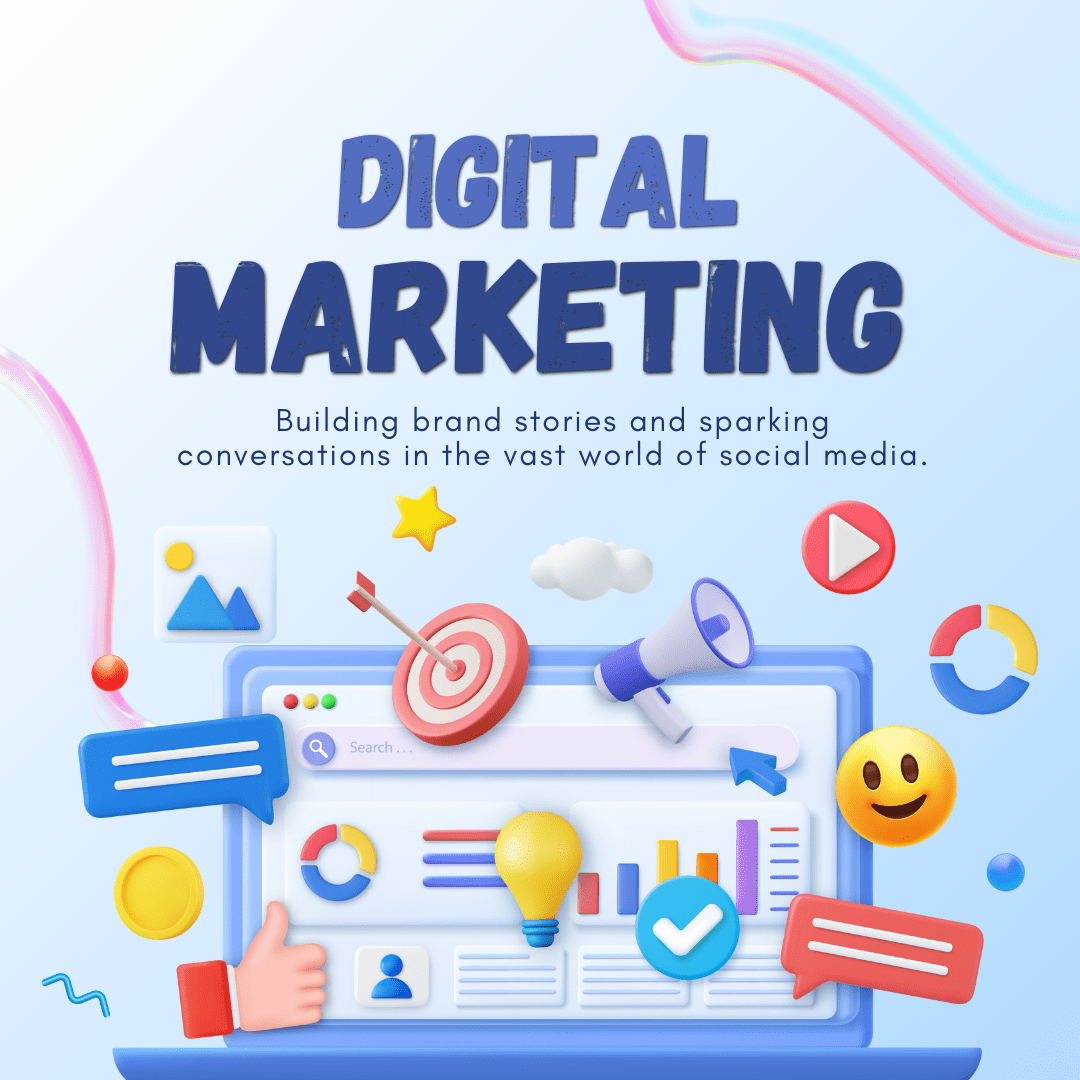 DIGITAL
MARKETING
Building brand stories and sparking
conversations in the vast world of social media.
Search . . .